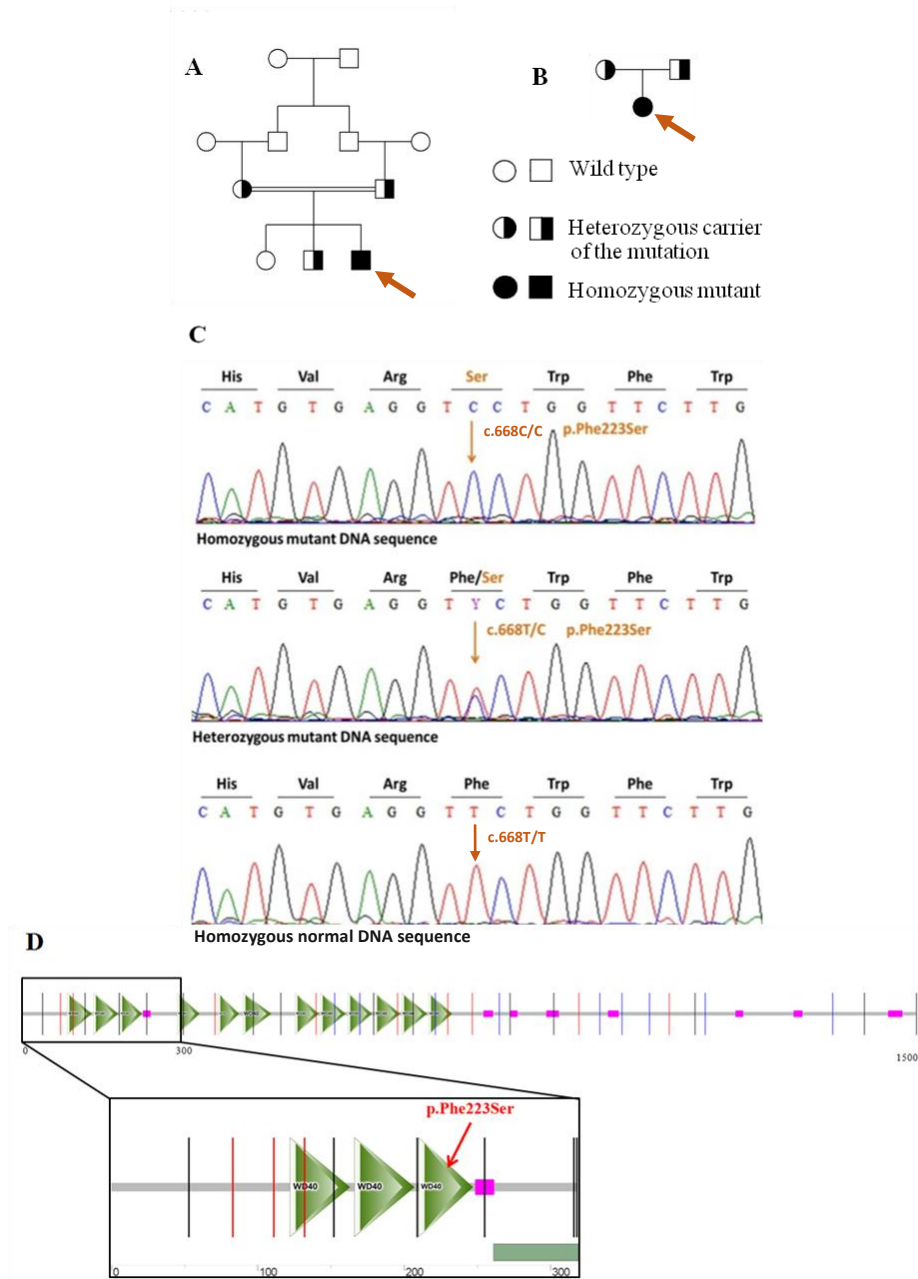 A
B
Wild type
Heterozygous carrier
of the mutation
Homozygous mutant
C
His Val Arg Ser Trp Phe Trp
C A T G T G A G G T C C T G G T T C T T G
c.668C/C p.Phe223Ser
Homozygous mutant DNA sequence
His Val Arg Phe/Ser Trp Phe Trp
C A T G T G A G G T Y C T G G T T C T T G
c.668T/C p.Phe223Ser
Heterozygous mutant DNA sequence
His Val Arg Phe Trp Phe Trp
C A T G T G A G G T T C T G G T T C T T G
c.668T/T
Homozygous normal DNA sequence
D
WD40
0 300 1500
p.Phe223Ser
WD40 WD40 WD40
0 100 200 300